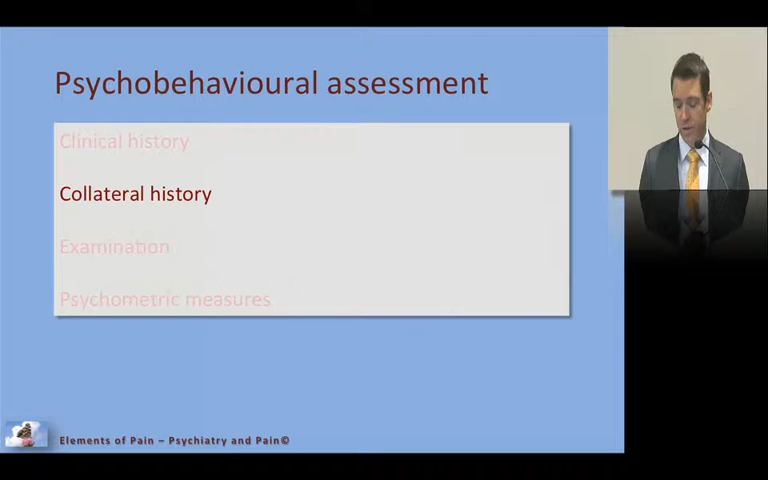 Psychobehavioural assessment
Clinical history
Collateral history
Examination
Psychometric measures
Elements of Pain – Psychiatry and Pain©